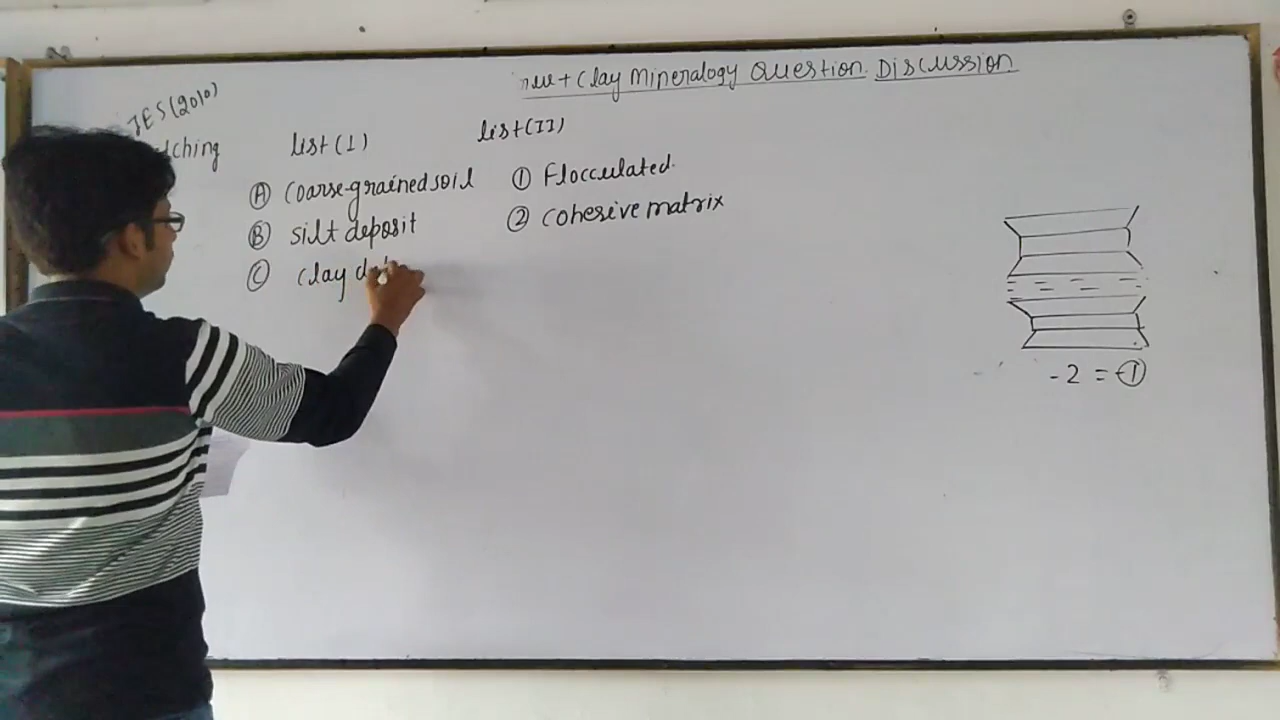 + Clay Mineralogy Question Discussion
IES(2010)
list(I) list(II)
(A) Coarse-grained soil (1) Flocculated.
(B) silt deposit (2) cohesive matrix
(C) clay
-2 = -(1)